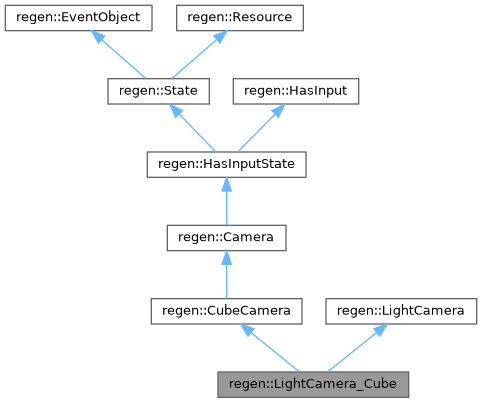 regen::EventObject
regen::Resource
regen::State
regen::HasInput
regen::HasInputState
regen::Camera
regen::CubeCamera
regen::LightCamera
regen::LightCamera_Cube